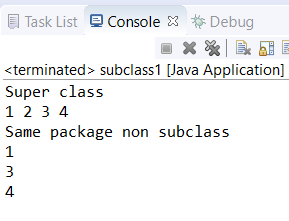 Task List Console Debug
<terminated> subclass1 [Java Application]
Super class
1 2 3 4
Same package non subclass
1
3
4